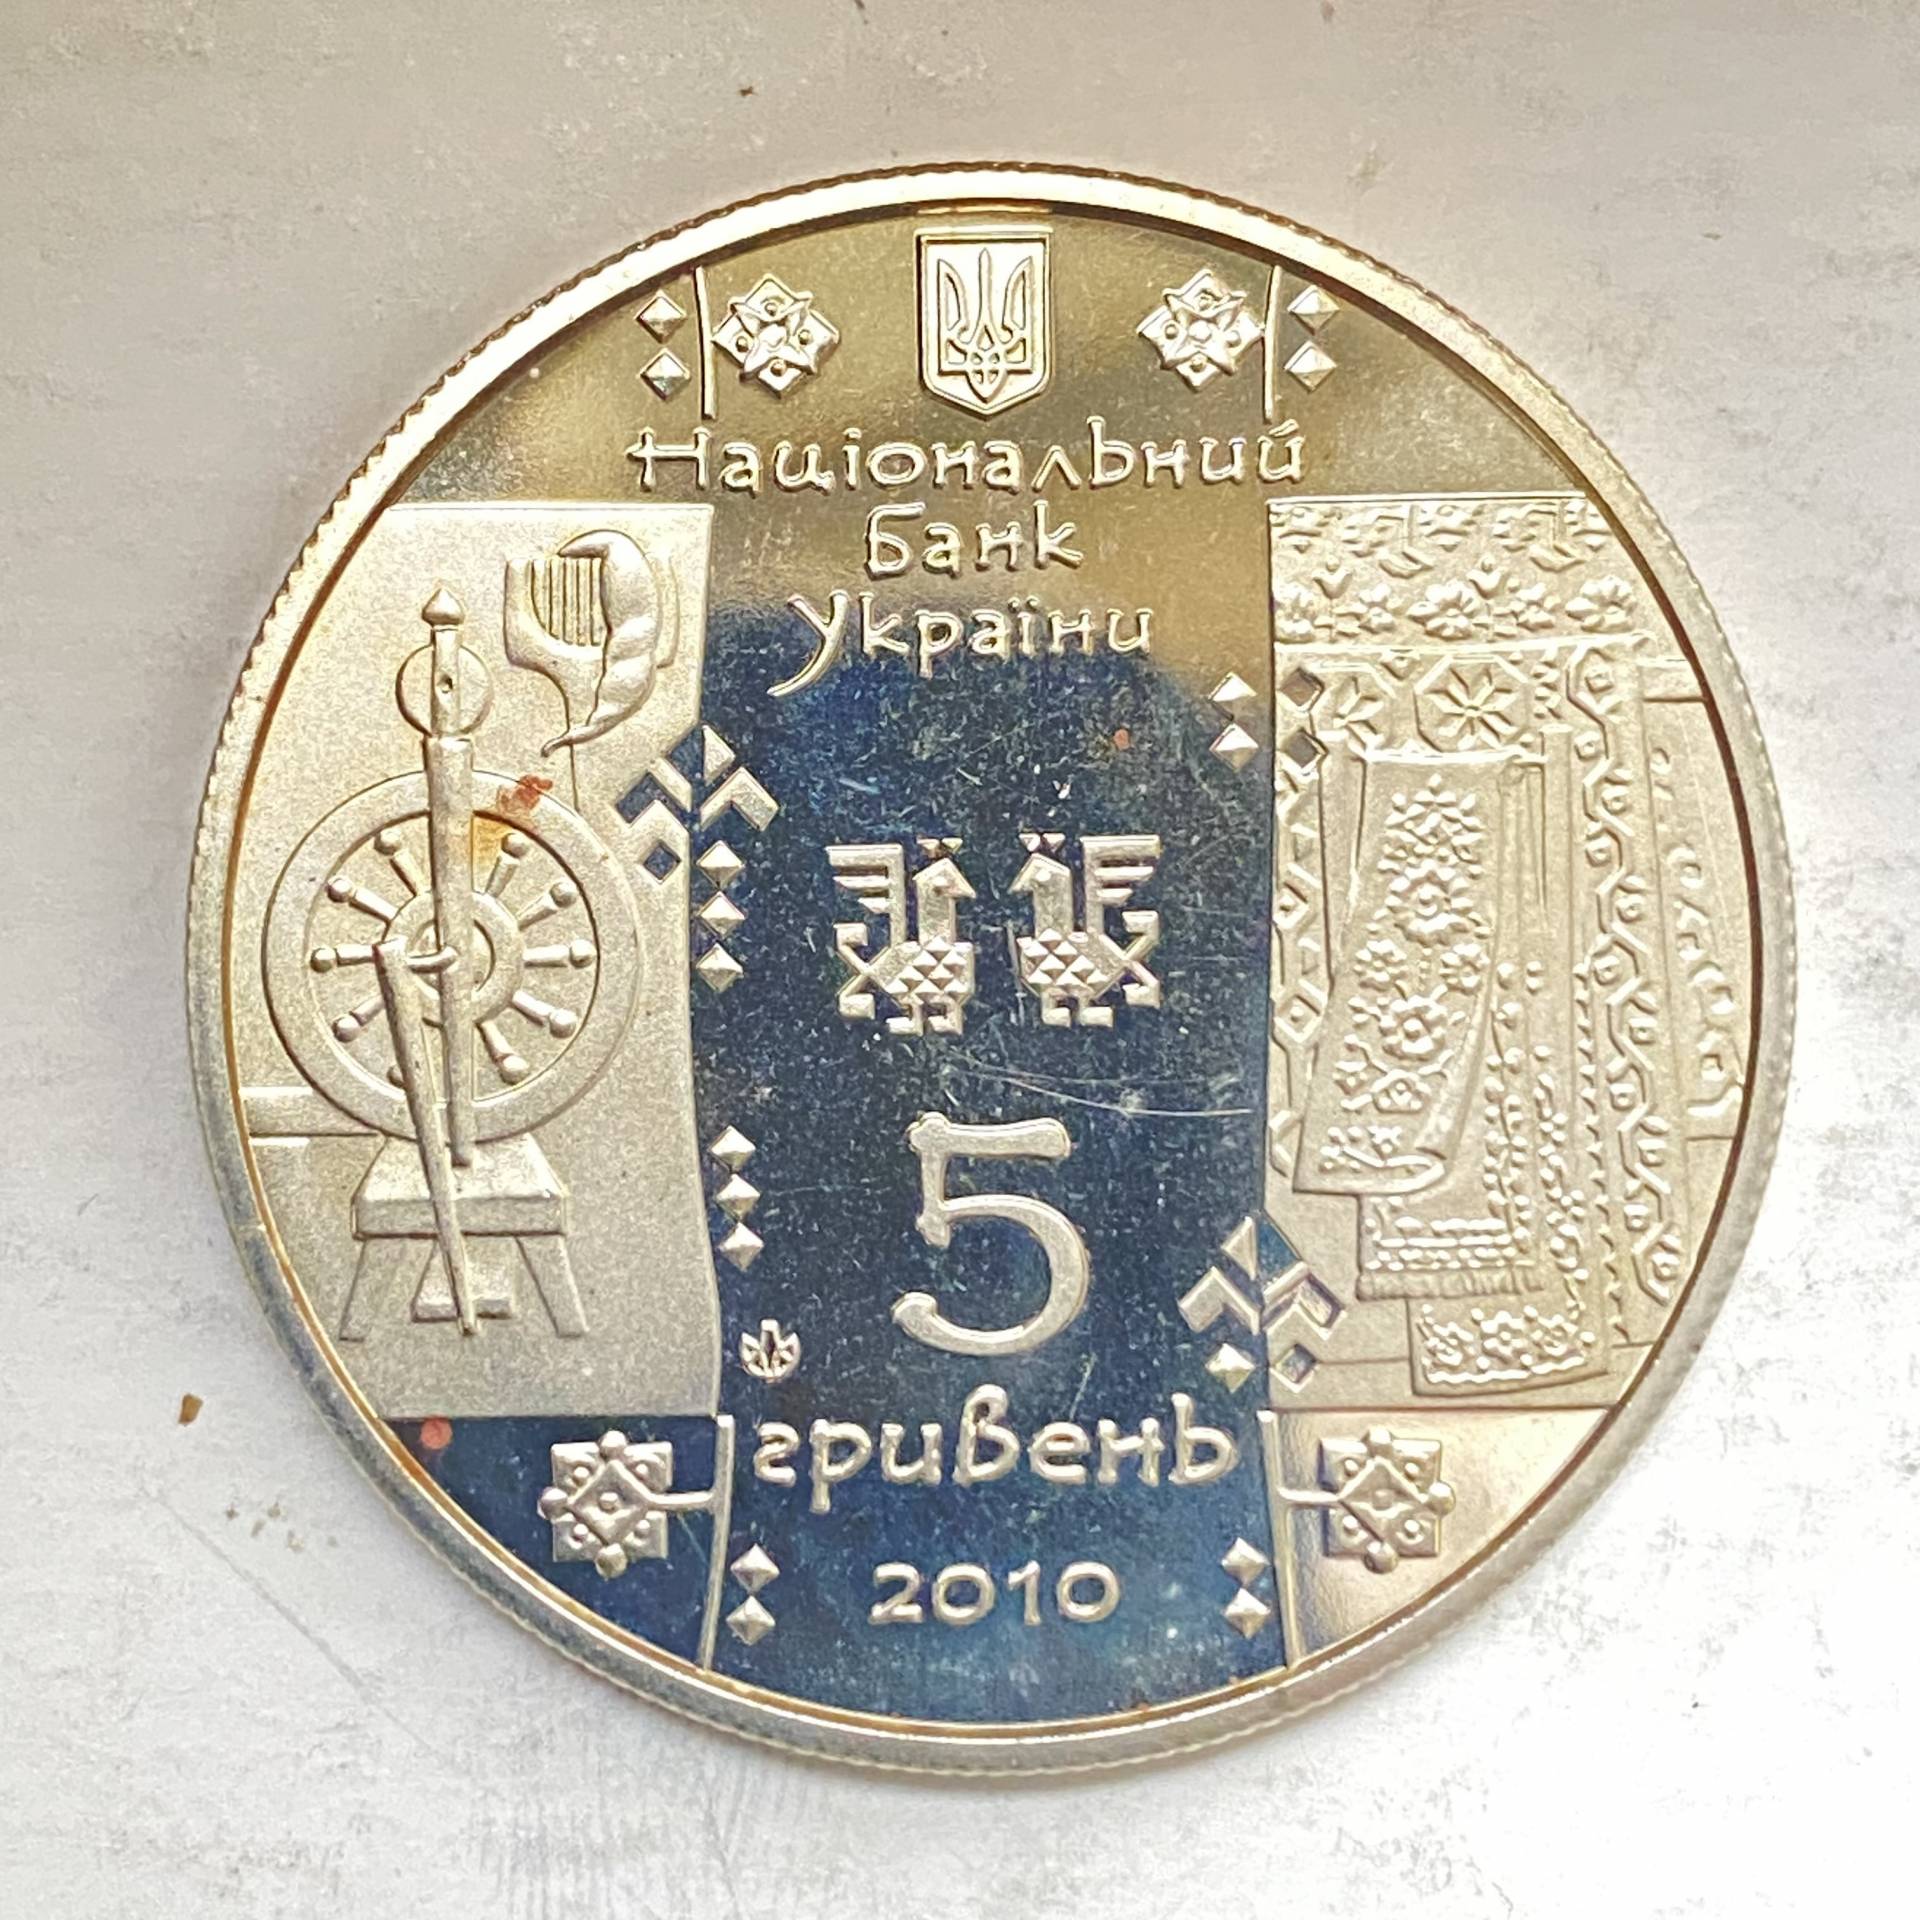 Національний
Банк
України
5
гривень
2010